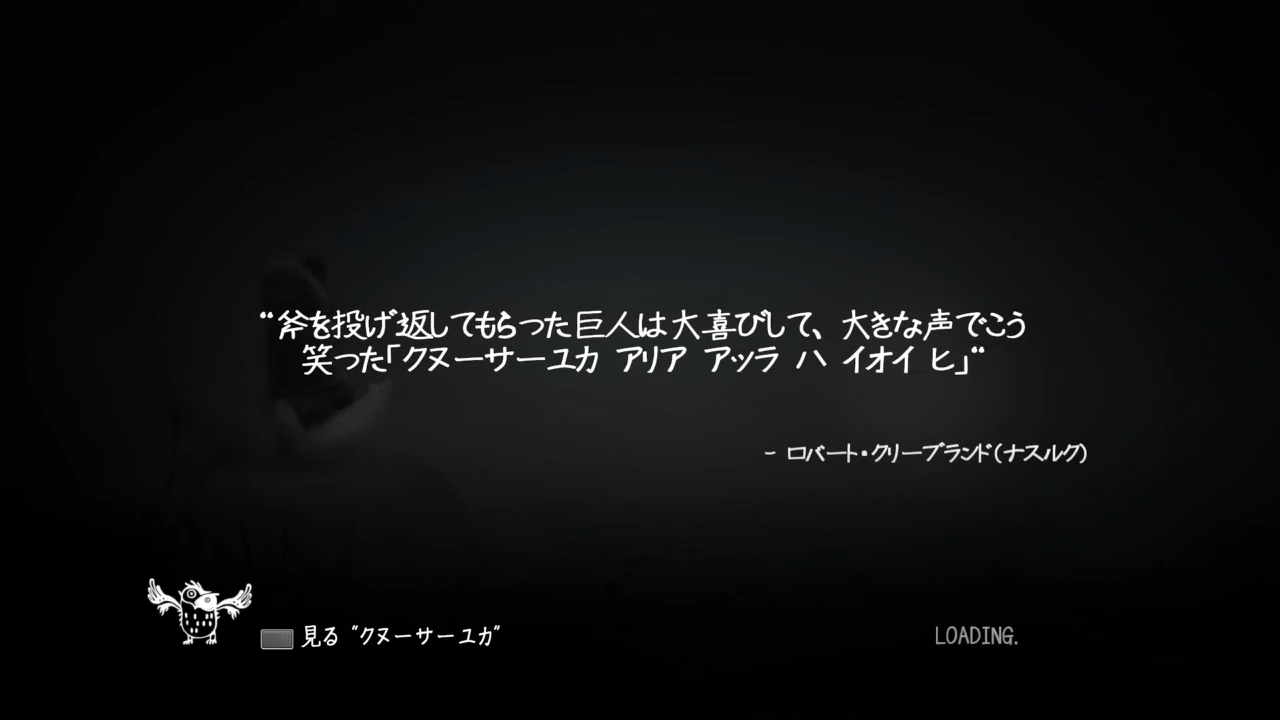 “斧を投げ返してもらった巨人は大喜びして、大きな声でこう
笑った「クヌーサーユカ アリア アッラ ハ イオイ ヒ」“
- ロバート・クリーブランド(ナスルク)
見る "クヌーサーユカ"
LOADING.